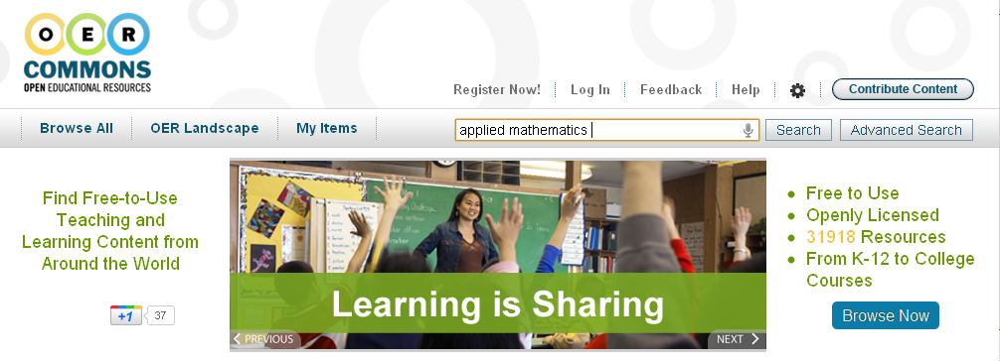 OER
COMMONS
OPEN EDUCATIONAL RESOURCES
Register Now!
Log In
Feedback
Help
Contribute Content
Browse All
OER Landscape
My Items
applied mathematics
Search
Advanced Search
Find Free-to-Use
Teaching and
Learning Content from
Around the World
+1
37
Learning is Sharing
PREVIOUS
NEXT
Free to Use
Openly Licensed
31918 Resources
From K-12 to College
Courses
Browse Now